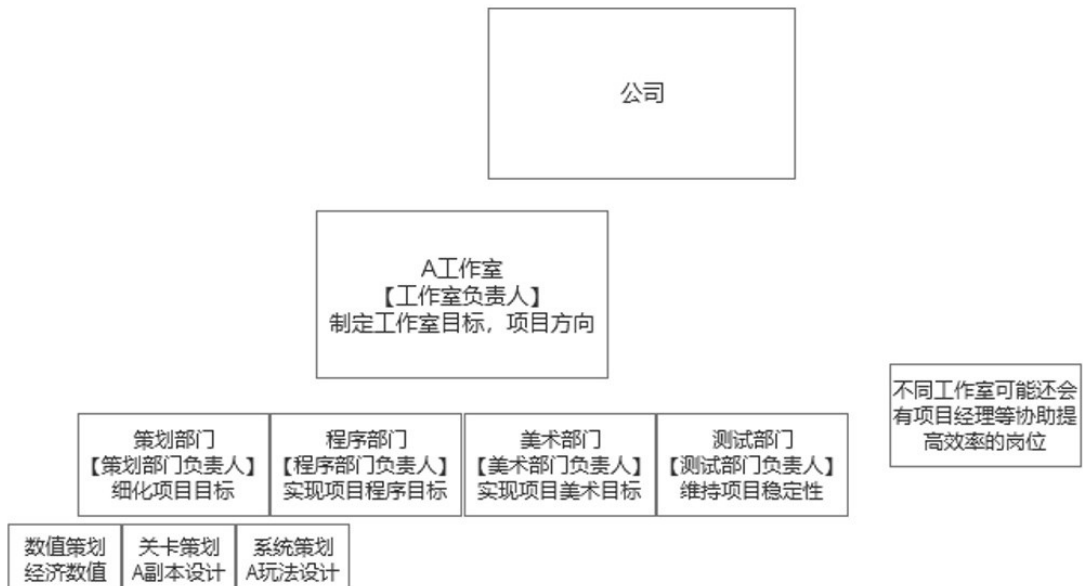 公司
A工作室
【工作室负责人】
制定工作室目标，项目方向
不同工作室可能还会
有项目经理等协助提
高效率的岗位
策划部门
【策划部门负责人】
细化项目目标
程序部门
【程序部门负责人】
实现项目程序目标
美术部门
【美术部门负责人】
实现项目美术目标
测试部门
【测试部门负责人】
维持项目稳定性
数值策划
经济数值
关卡策划
A副本设计
系统策划
A玩法设计